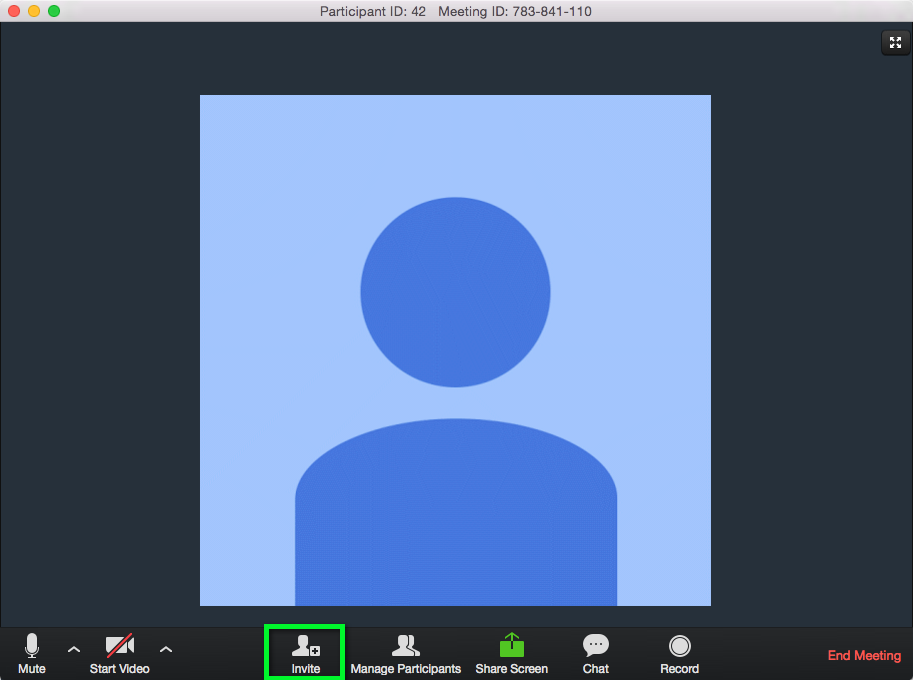 Participant ID: 42 Meeting ID: 783-841-110
Mute
Start Video
Invite
Manage Participants
Share Screen
Chat
Record
End Meeting